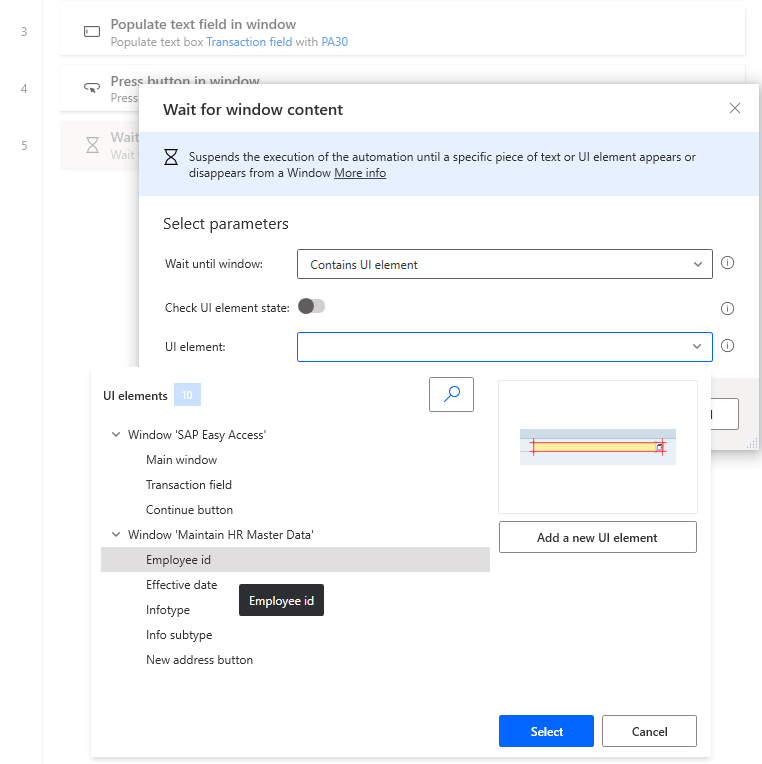 3
Populate text field in window
Populate text box Transaction field with PA30
4
Press button in window
Press
5
Wait
Wait
Wait for window content
Suspends the execution of the automation until a specific piece of text or UI element appears or
disappears from a Window More info
Select parameters
Wait until window:
Contains UI element
Check UI element state:
UI element:
UI elements 10
Window 'SAP Easy Access'
Main window
Transaction field
Continue button
Window 'Maintain HR Master Data'
Employee id
Effective date
Employee id
Infotype
Info subtype
New address button
Add a new UI element
Select
Cancel